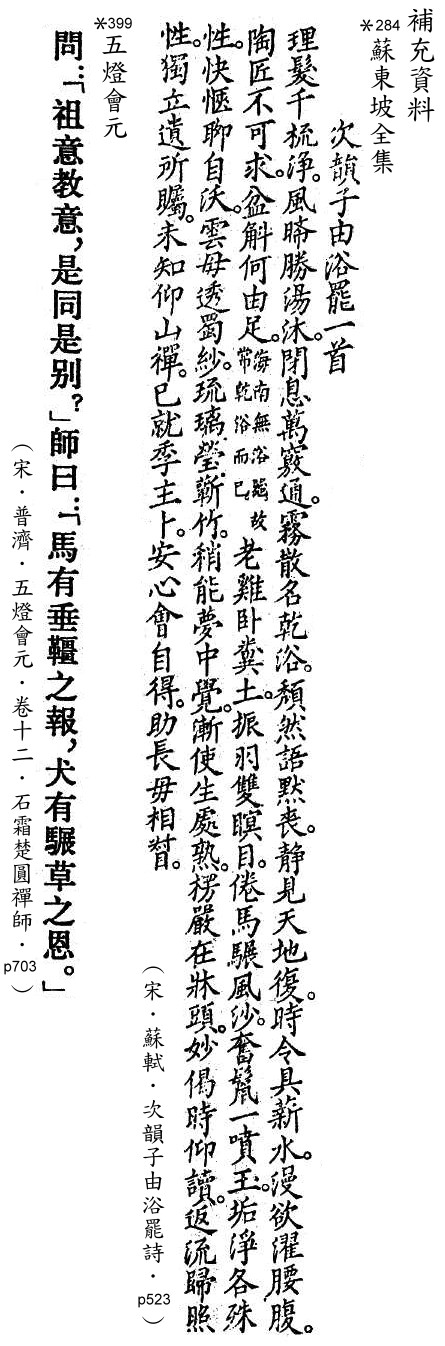 補充資料
*284 蘇東坡全集
次韻子由浴罷一首
理髮千梳淨。風晞勝湯沐。閉息萬竅通。霧散名乾浴。頹然語默喪。靜見天地復。時令具薪水。漫欲濯腰腹。
陶匠不可求。盆斛何由足。海南無浴器故常乾浴而已老雞臥糞土。振羽雙瞑目。倦馬𩥇風沙。奮鬣一噴玉。垢淨各殊
性。快愜聊自沃。雲母透蜀紗。琉璃瑩蘄竹。稍能夢中覺。漸使生處熟。楞嚴在牀頭。妙偈時仰讀。返流歸照
性。獨立遺所矚。未知仰山禪。已就季主卜。安心會自得。助長毋相督。
（宋．蘇軾．次韻子由浴罷詩．p523）
*399 五燈會元
問：「祖意教意，是同是別？」師曰：「馬有垂韁之報，犬有𩥇草之恩。」
（宋．普濟．五燈會元．卷十二．石霜楚圓禪師．p703）